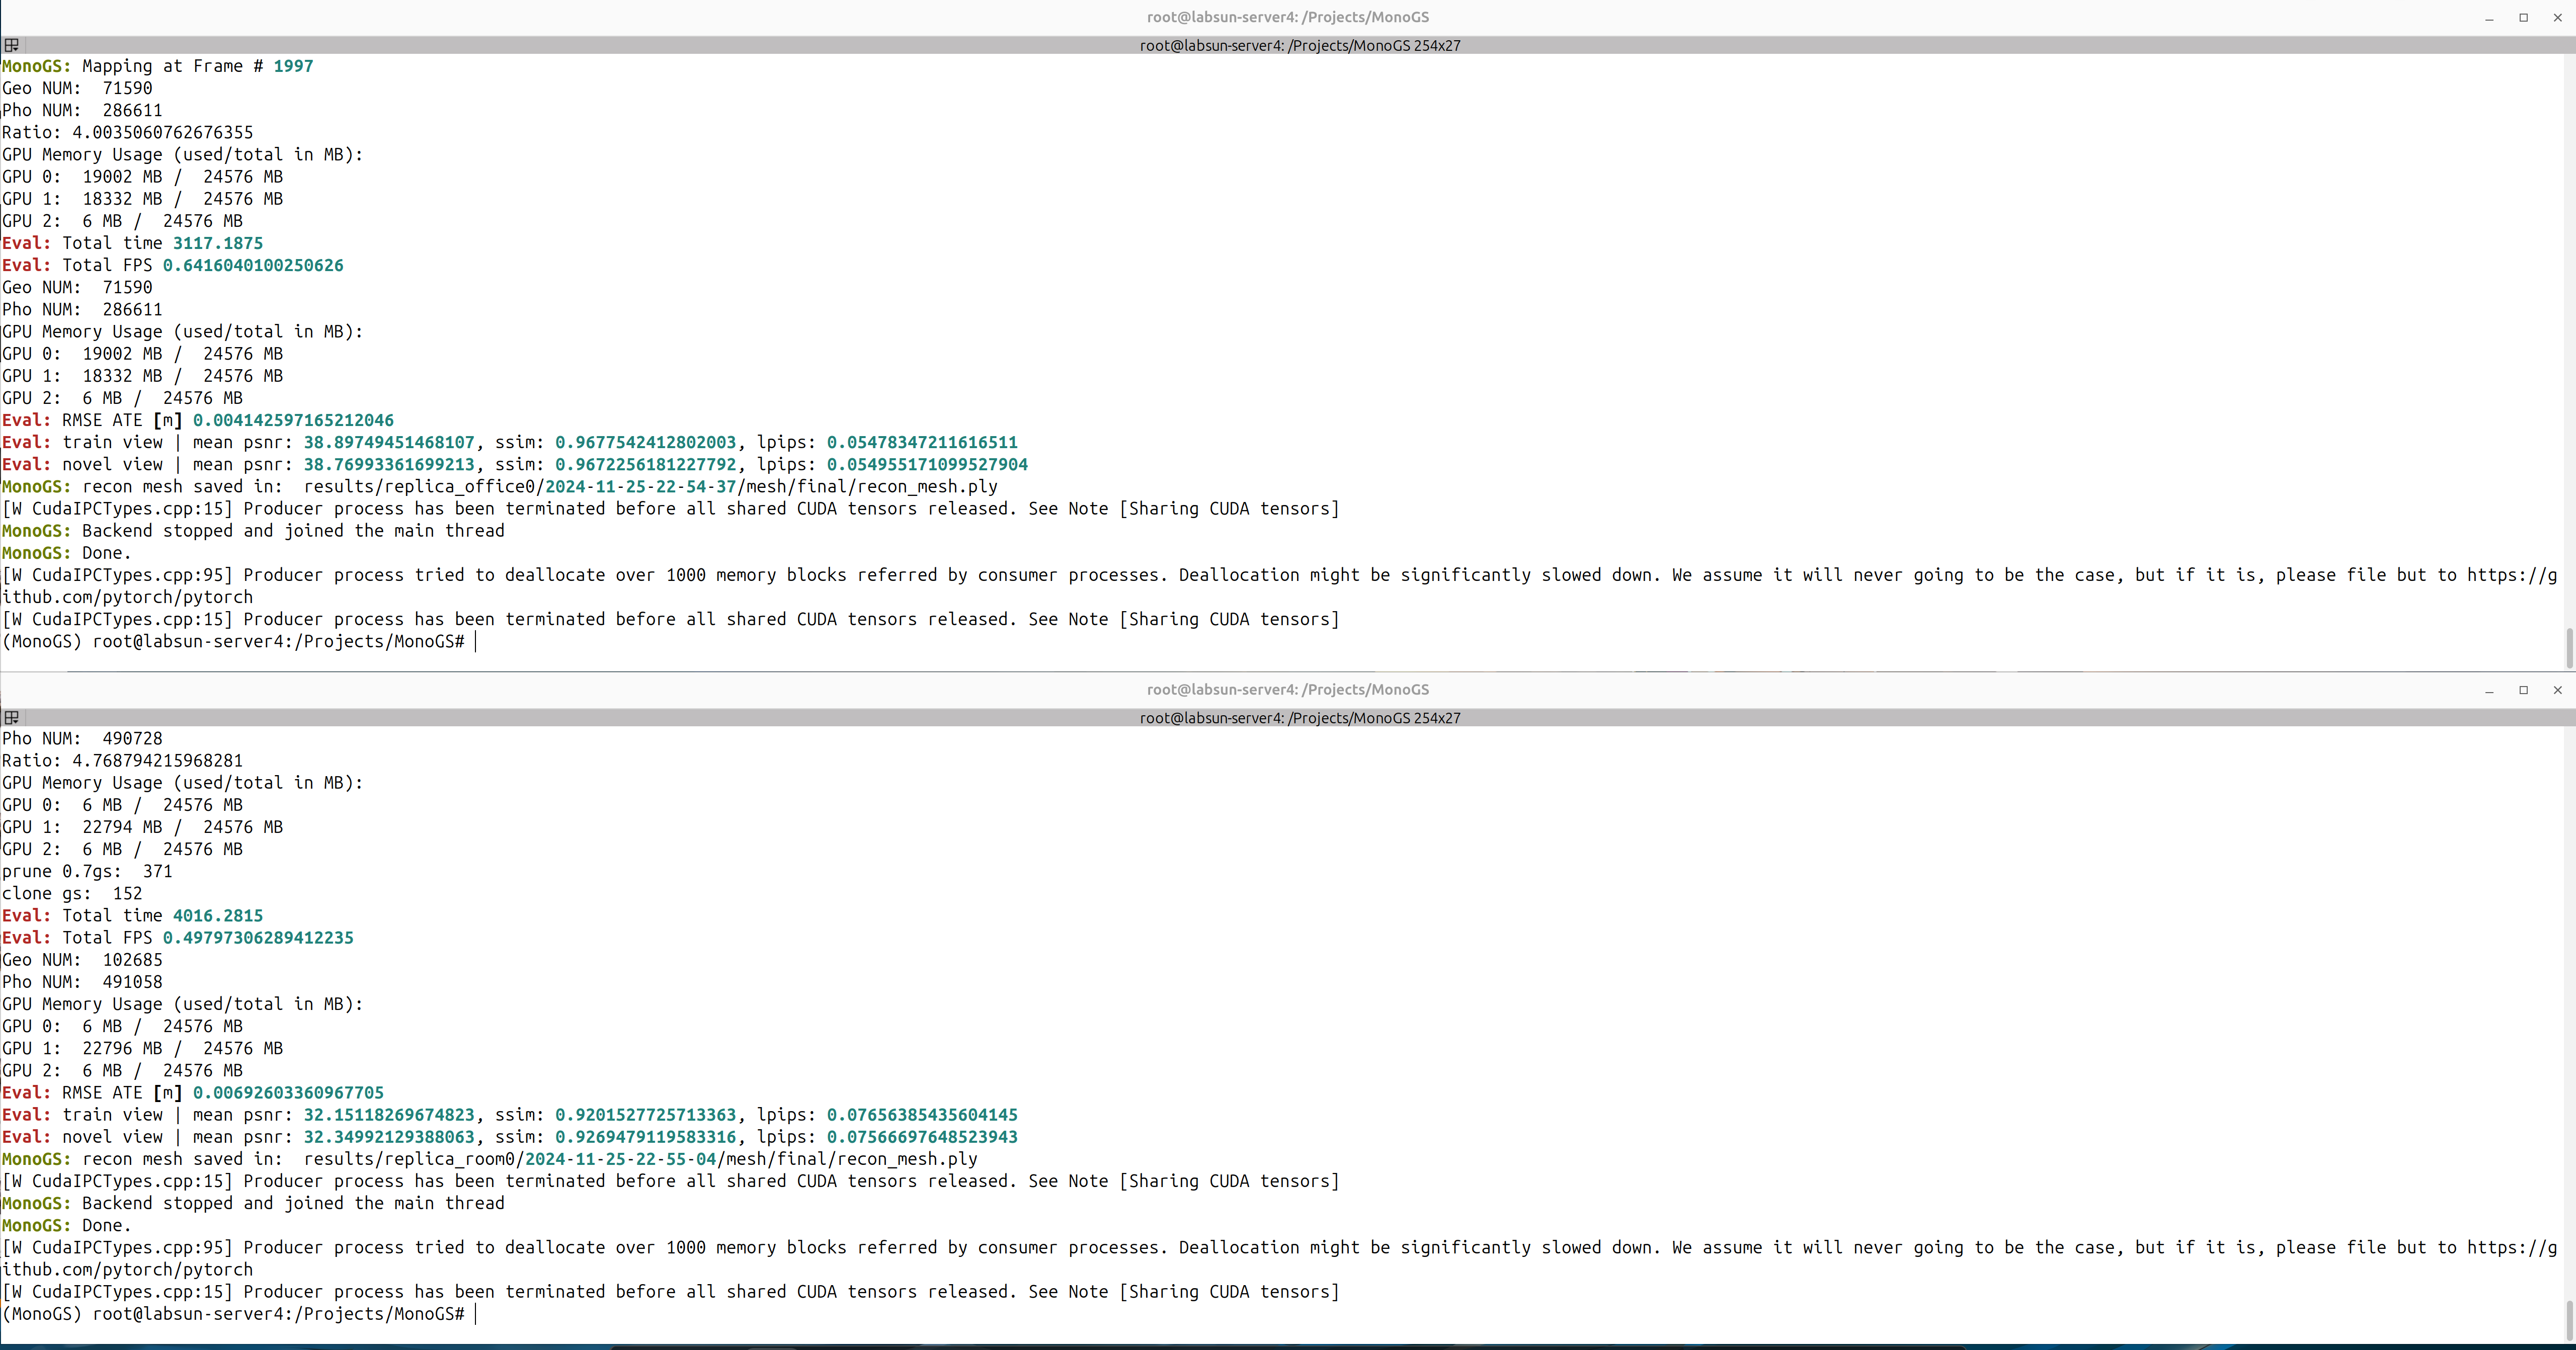 root@labsun-server4: /Projects/MonoGS
root@labsun-server4: /Projects/MonoGS 254x27
MonoGS: Mapping at Frame # 1997
Geo NUM:  71590
Pho NUM:  286611
Ratio: 4.0035060762676355
GPU Memory Usage (used/total in MB):
GPU 0:  19002 MB /  24576 MB
GPU 1:  18332 MB /  24576 MB
GPU 2:  6 MB /  24576 MB
Eval: Total time 3117.1875
Eval: Total FPS 0.6416040100250626
Geo NUM:  71590
Pho NUM:  286611
GPU Memory Usage (used/total in MB):
GPU 0:  19002 MB /  24576 MB
GPU 1:  18332 MB /  24576 MB
GPU 2:  6 MB /  24576 MB
Eval: RMSE ATE [m] 0.004142597165212046
Eval: train view | mean psnr: 38.89749451468107, ssim: 0.9677542412802003, lpips: 0.05478347211616511
Eval: novel view | mean psnr: 38.76993361699213, ssim: 0.9672256181227792, lpips: 0.054955171099527904
MonoGS: recon mesh saved in:  results/replica_office0/2024-11-25-22-54-37/mesh/final/recon_mesh.ply
[W CudaIPCTypes.cpp:15] Producer process has been terminated before all shared CUDA tensors released. See Note [Sharing CUDA tensors]
MonoGS: Backend stopped and joined the main thread
MonoGS: Done.
[W CudaIPCTypes.cpp:95] Producer process tried to deallocate over 1000 memory blocks referred by consumer processes. Deallocation might be significantly slowed down. We assume it will never going to be the case, but if it is, please file but to https://g
ithub.com/pytorch/pytorch
[W CudaIPCTypes.cpp:15] Producer process has been terminated before all shared CUDA tensors released. See Note [Sharing CUDA tensors]
(MonoGS) root@labsun-server4:/Projects/MonoGS#
root@labsun-server4: /Projects/MonoGS
root@labsun-server4: /Projects/MonoGS 254x27
Pho NUM:  490728
Ratio: 4.768794215968281
GPU Memory Usage (used/total in MB):
GPU 0:  6 MB /  24576 MB
GPU 1:  22794 MB /  24576 MB
GPU 2:  6 MB /  24576 MB
prune 0.7gs:  371
clone gs:  152
Eval: Total time 4016.2815
Eval: Total FPS 0.49797306289412235
Geo NUM:  102685
Pho NUM:  491058
GPU Memory Usage (used/total in MB):
GPU 0:  6 MB /  24576 MB
GPU 1:  22796 MB /  24576 MB
GPU 2:  6 MB /  24576 MB
Eval: RMSE ATE [m] 0.00692603360967705
Eval: train view | mean psnr: 32.15118269674823, ssim: 0.9201527725713363, lpips: 0.07656385435604145
Eval: novel view | mean psnr: 32.34992129388063, ssim: 0.9269479119583316, lpips: 0.07566697648523943
MonoGS: recon mesh saved in:  results/replica_room0/2024-11-25-22-55-04/mesh/final/recon_mesh.ply
[W CudaIPCTypes.cpp:15] Producer process has been terminated before all shared CUDA tensors released. See Note [Sharing CUDA tensors]
MonoGS: Backend stopped and joined the main thread
MonoGS: Done.
[W CudaIPCTypes.cpp:95] Producer process tried to deallocate over 1000 memory blocks referred by consumer processes. Deallocation might be significantly slowed down. We assume it will never going to be the case, but if it is, please file but to https://g
ithub.com/pytorch/pytorch
[W CudaIPCTypes.cpp:15] Producer process has been terminated before all shared CUDA tensors released. See Note [Sharing CUDA tensors]
(MonoGS) root@labsun-server4:/Projects/MonoGS#